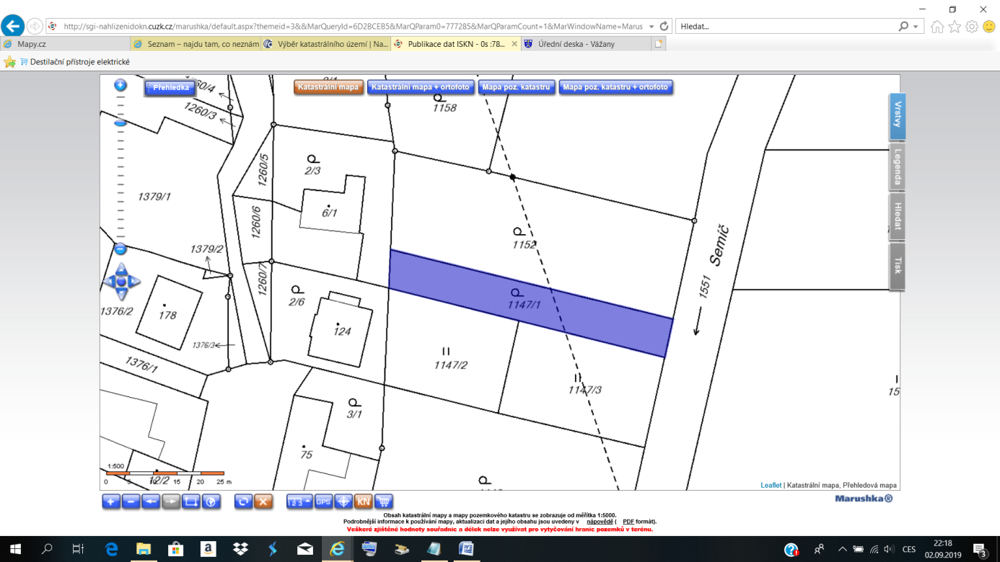 http://sgi-nahlizenidokn.cuzk.cz/marushka/default.aspx?themeid=3&&MarQueryId=6D2BCEB5&MarQParam0=777285&MarQParamCount=1&MarWindowName=Marus
Hledat...
Mapy.cz
Seznam – najdu tam, co neznám
Výběr katastrálního území | Na...
Publikace dat ISKN - 0s :78...
Úřední deska - Vážany
Destilační přístroje elektrické
Přehledka
Katastrální mapa
Katastrální mapa + ortofoto
Mapa poz. katastru
Mapa poz. katastru + ortofoto
Vrstvy
Legenda
Hledat
Tisk
1260/3
1158
1260/5
2/3
1379/1
6/1
1260/6
1152
Semíč
1379/2
1260/7
1551
2/6
1147/1
1376/2
178
124
1376/3
1147/2
1376/1
1147/3
15
3/1
75
12/2
1:500
0 5 10 15 20 25 m
Leaflet | Katastrální mapa, Přehledová mapa
1 2 3
GPS
KN
Marushka®
Obsah katastrální mapy a mapy pozemkového katastru se zobrazuje od měřítka 1:5000.
Podrobnější informace k používání mapy, aktualizaci dat a jejího obsahu jsou uvedeny v nápovědě ( PDF formát).
Veškeré zjištěné hodnoty souřadnic a délek nelze využívat pro vytyčování hranic pozemků v terénu.
CES
22:18
02.09.2019
3